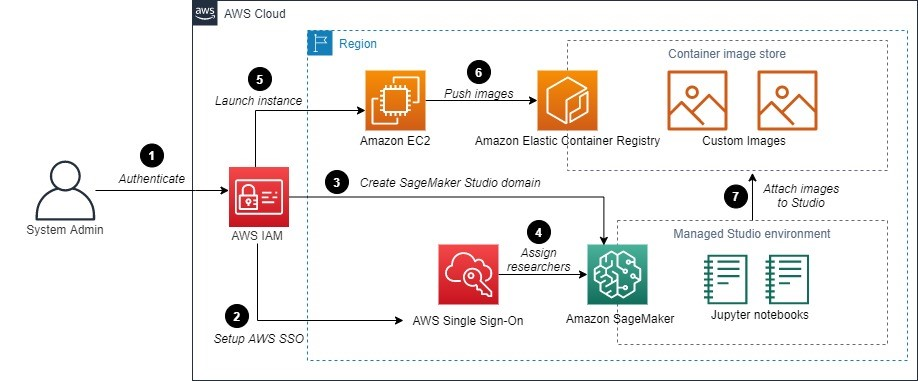 aws
AWS Cloud
Region
Container image store
5
Launch instance
6
Push images
Amazon EC2
Amazon Elastic Container Registry
Custom Images
1
Authenticate
System Admin
AWS IAM
3
Create SageMaker Studio domain
7
Attach images
to Studio
Managed Studio environment
4
Assign
researchers
2
Setup AWS SSO
AWS Single Sign-On
Amazon SageMaker
Jupyter notebooks